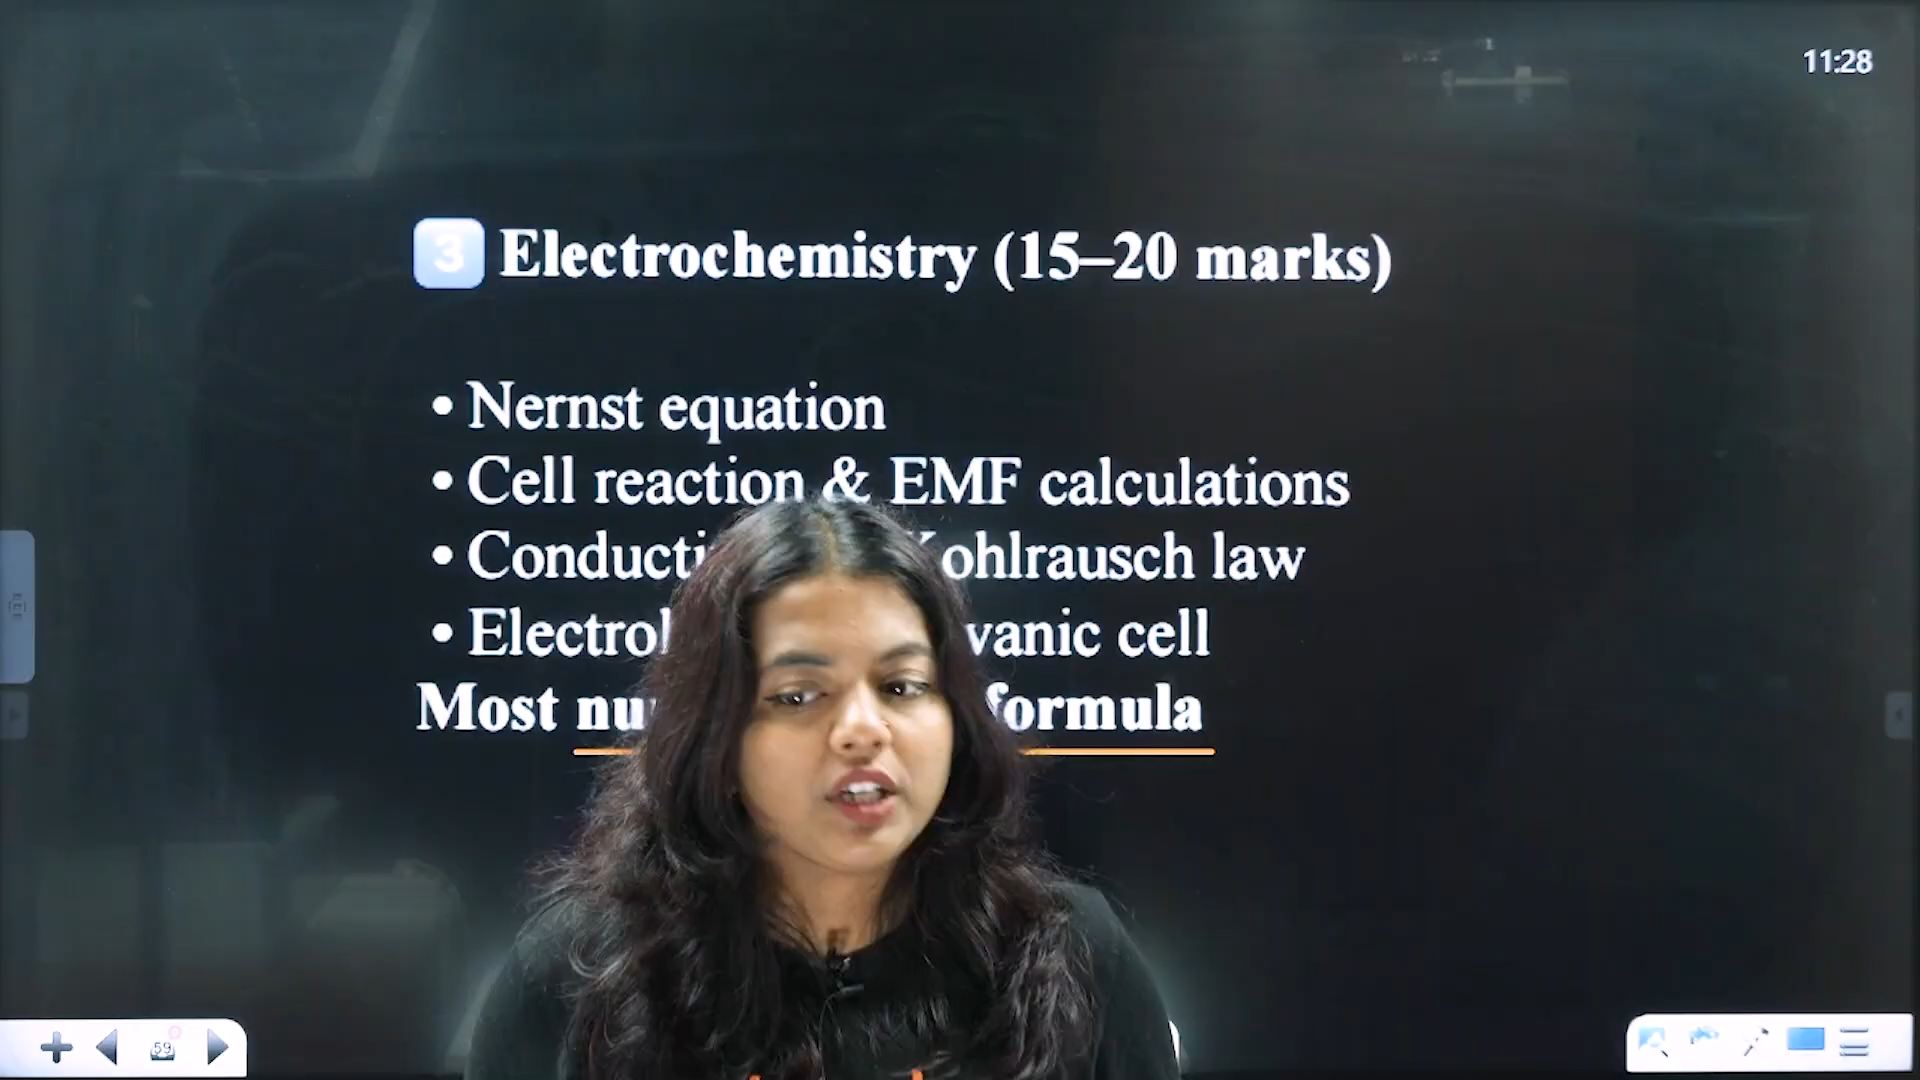 11:28
3 Electrochemistry (15–20 marks)
• Nernst equation
• Cell reaction & EMF calculations
• Conducti Kohlrausch law
• Electrol vanic cell
Most nu formula
59